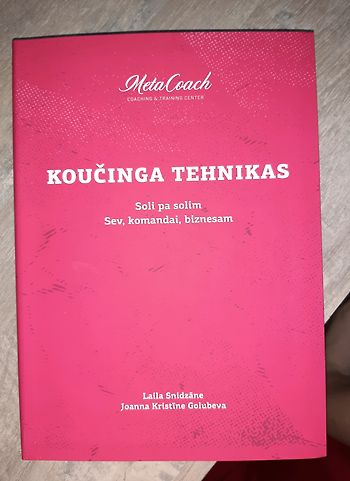 MetaCoach
COACHING & TRAINING CENTER
KOUČINGA TEHNIKAS
Soli pa solim
Sev, komandai, biznesam
Laila Snidzāne
Joanna Kristīne Golubeva